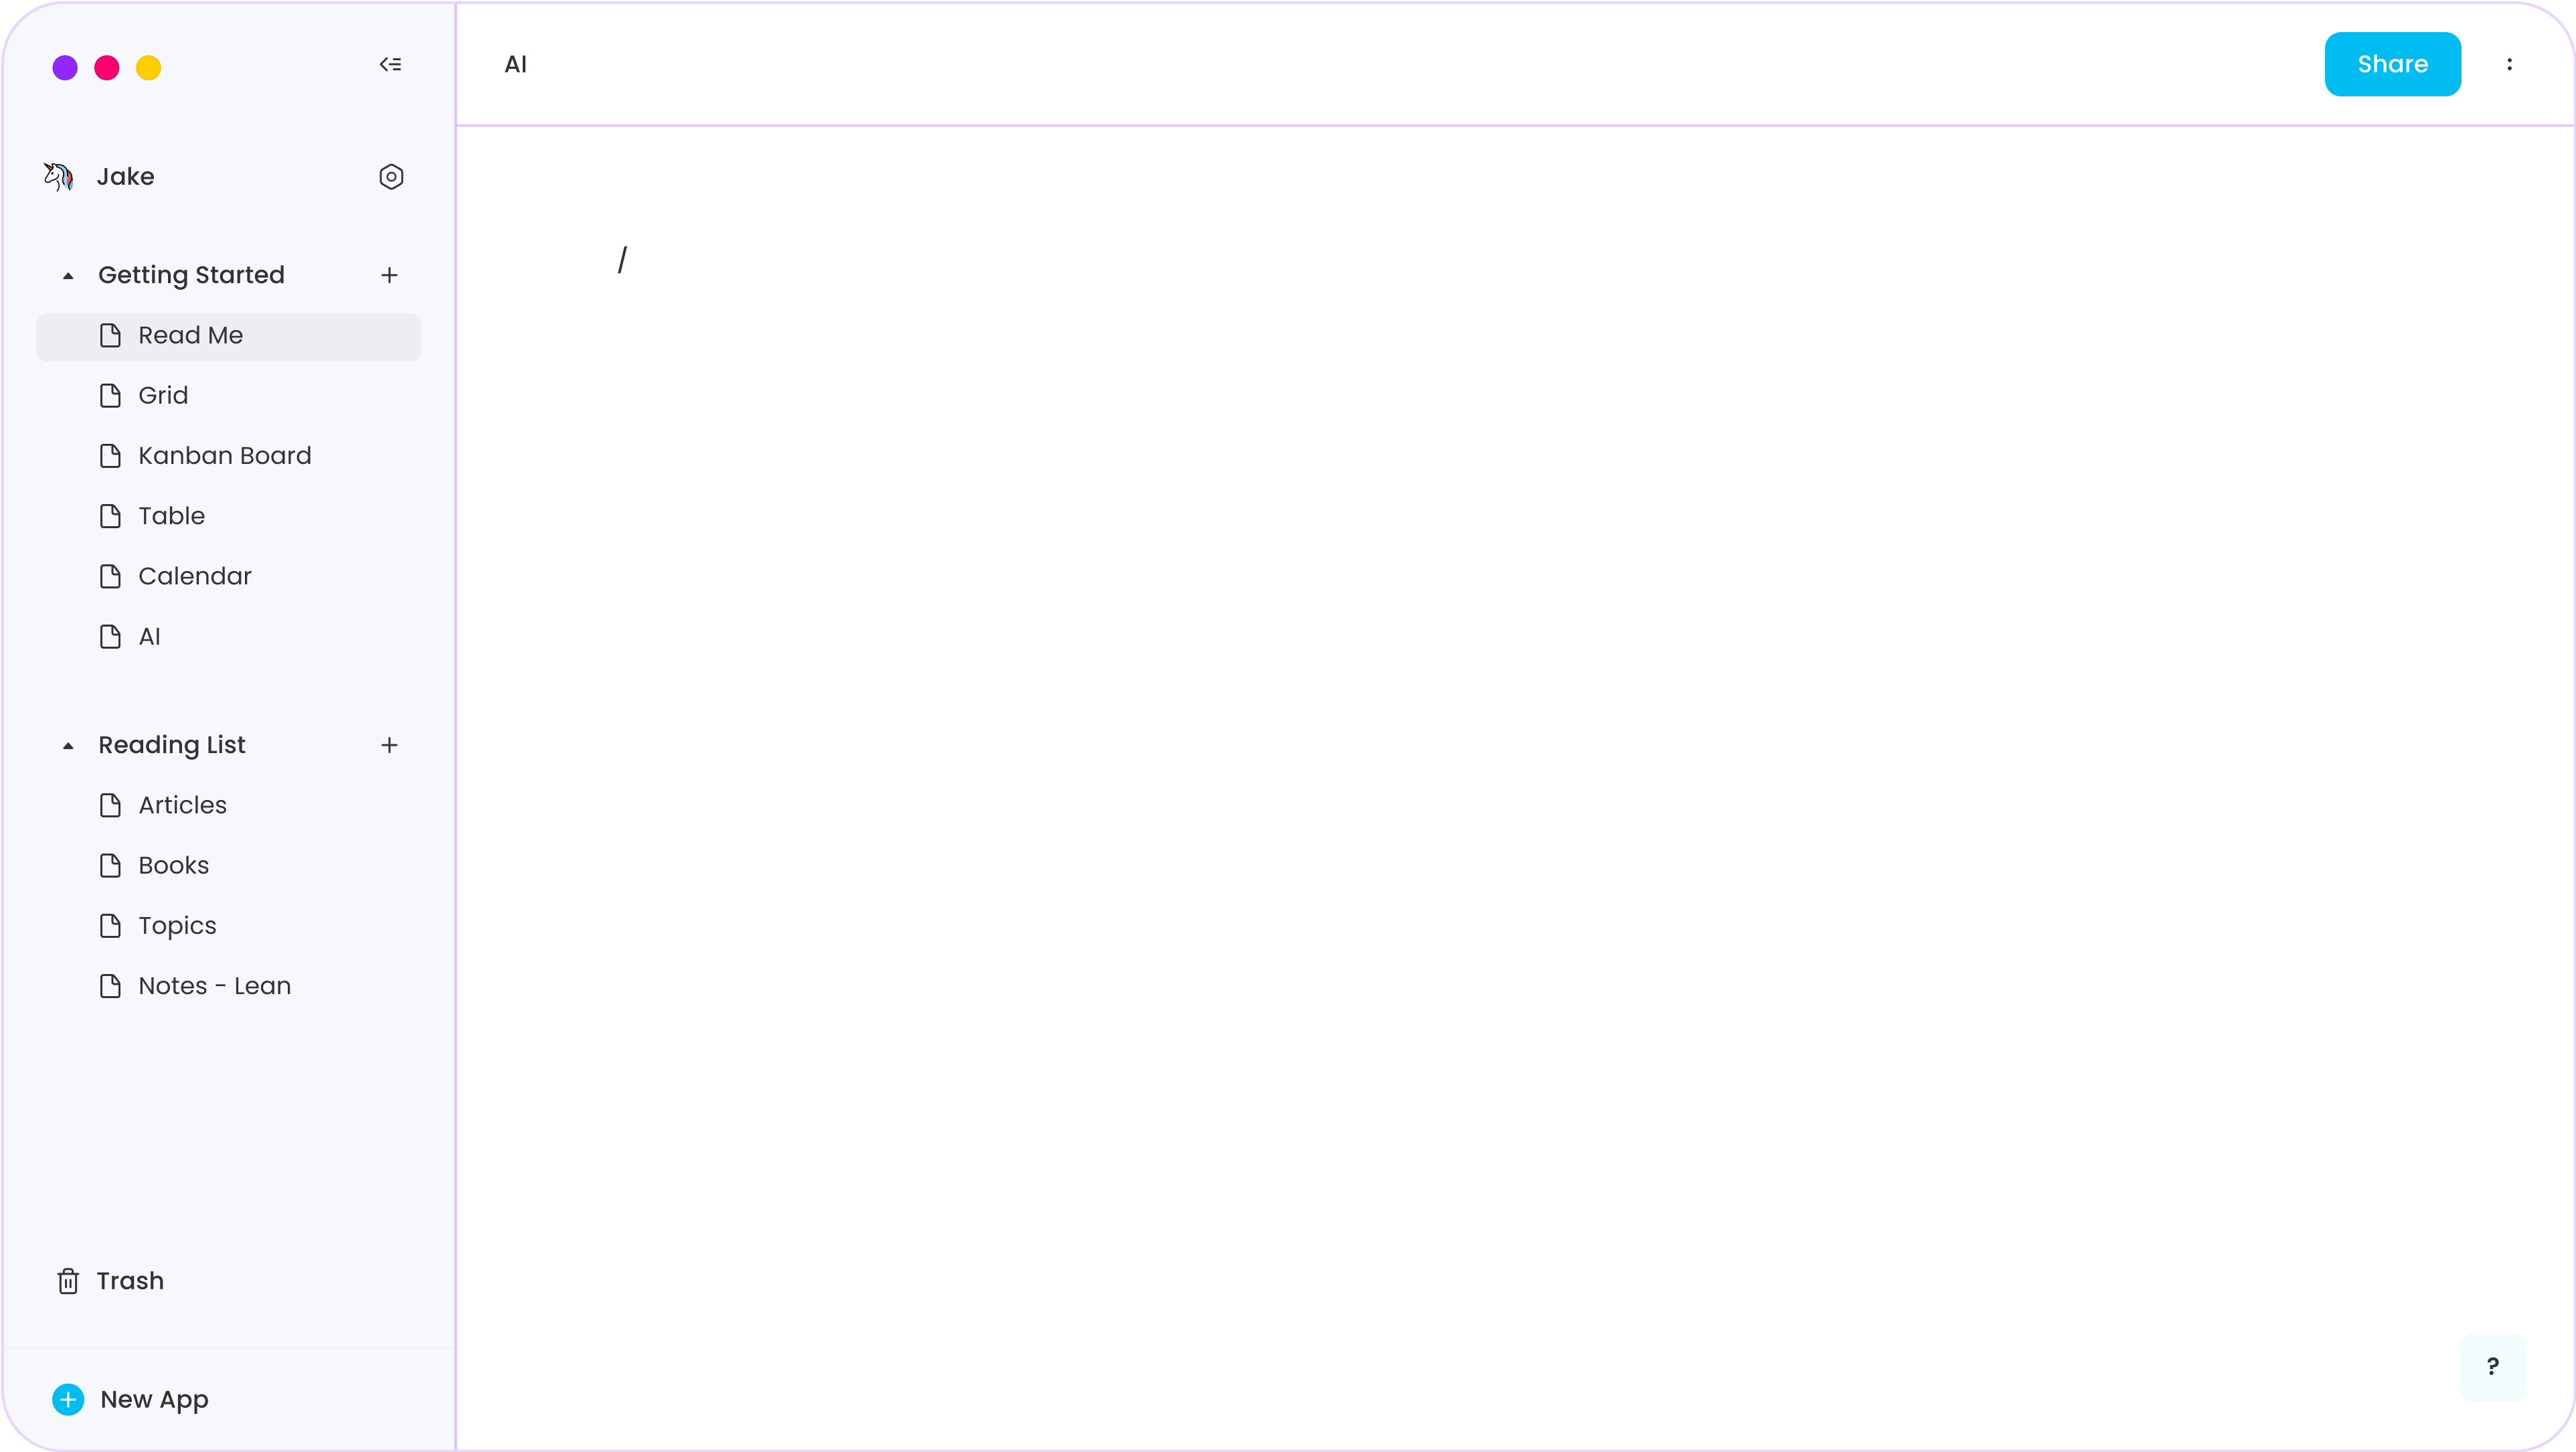 AI
Share
Jake
/
Getting Started
Read Me
Grid
Kanban Board
Table
Calendar
AI
Reading List
Articles
Books
Topics
Notes - Lean
Trash
?
New App